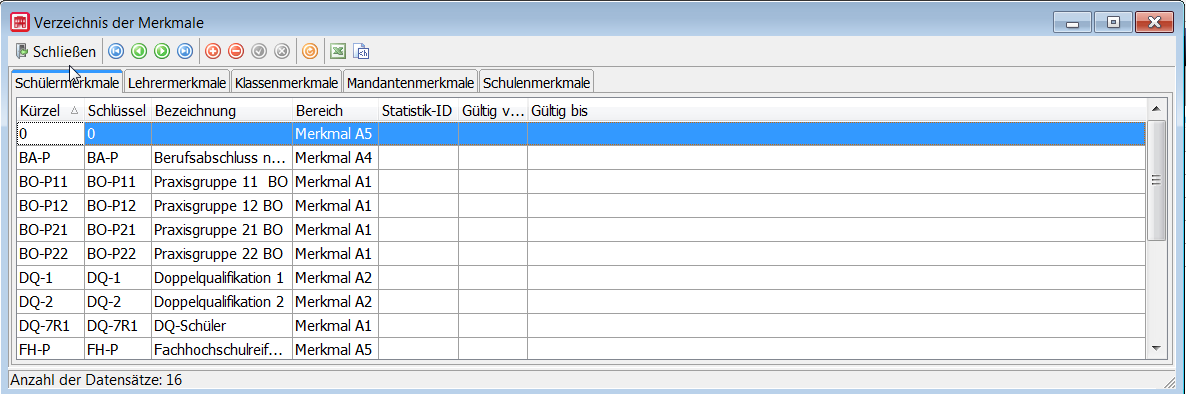 Verzeichnis der Merkmale
Schließen
Schülermerkmale Lehrermerkmale Klassenmerkmale Mandantenmerkmale Schulenmerkmale
Kürzel Schlüssel Bezeichnung Bereich Statistik-ID Gültig v... Gültig bis
0 0 Merkmal A5
BA-P BA-P Berufsabschluss n... Merkmal A4
BO-P11 BO-P11 Praxisgruppe 11 BO Merkmal A1
BO-P12 BO-P12 Praxisgruppe 12 BO Merkmal A1
BO-P21 BO-P21 Praxisgruppe 21 BO Merkmal A1
BO-P22 BO-P22 Praxisgruppe 22 BO Merkmal A1
DQ-1 DQ-1 Doppelqualifikation 1 Merkmal A2
DQ-2 DQ-2 Doppelqualifikation 2 Merkmal A2
DQ-7R1 DQ-7R1 DQ-Schüler Merkmal A1
FH-P FH-P Fachhochschulreif... Merkmal A5
Anzahl der Datensätze: 16